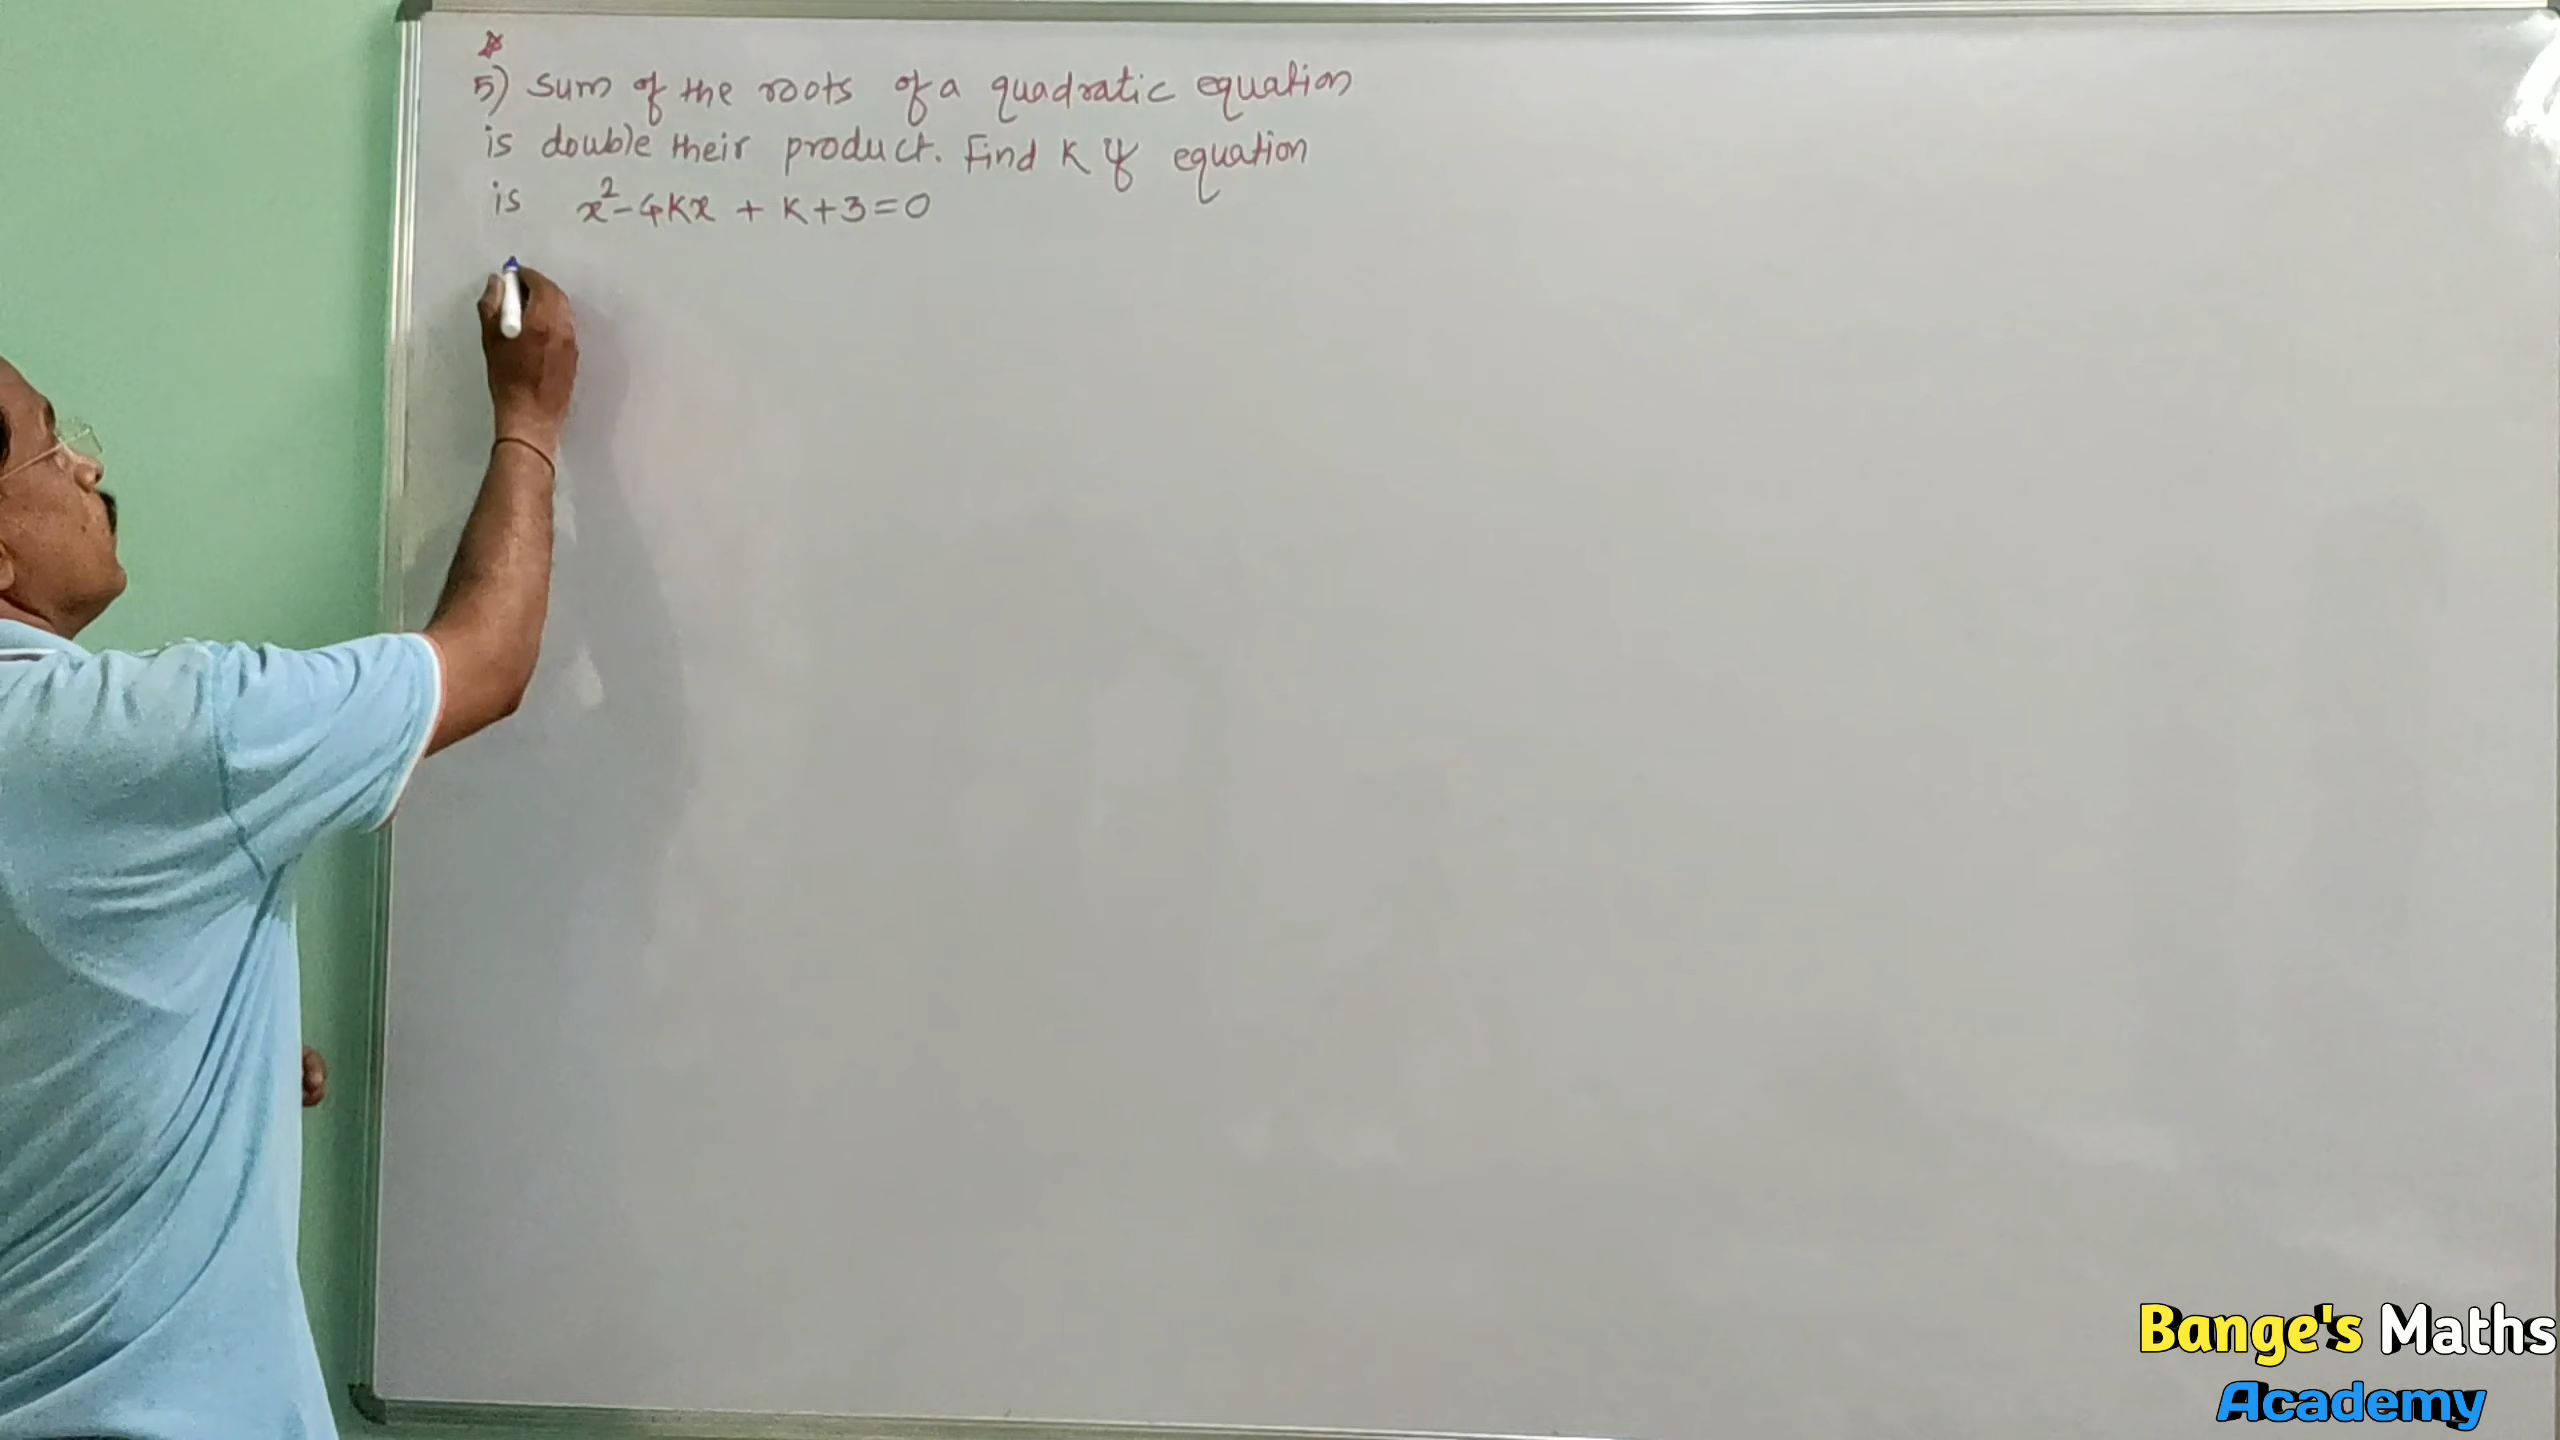 5) Sum of the roots of a quadratic equation
is double their product. Find K if equation
is x²-4Kx + K+3=0
Bange's Maths
Academy